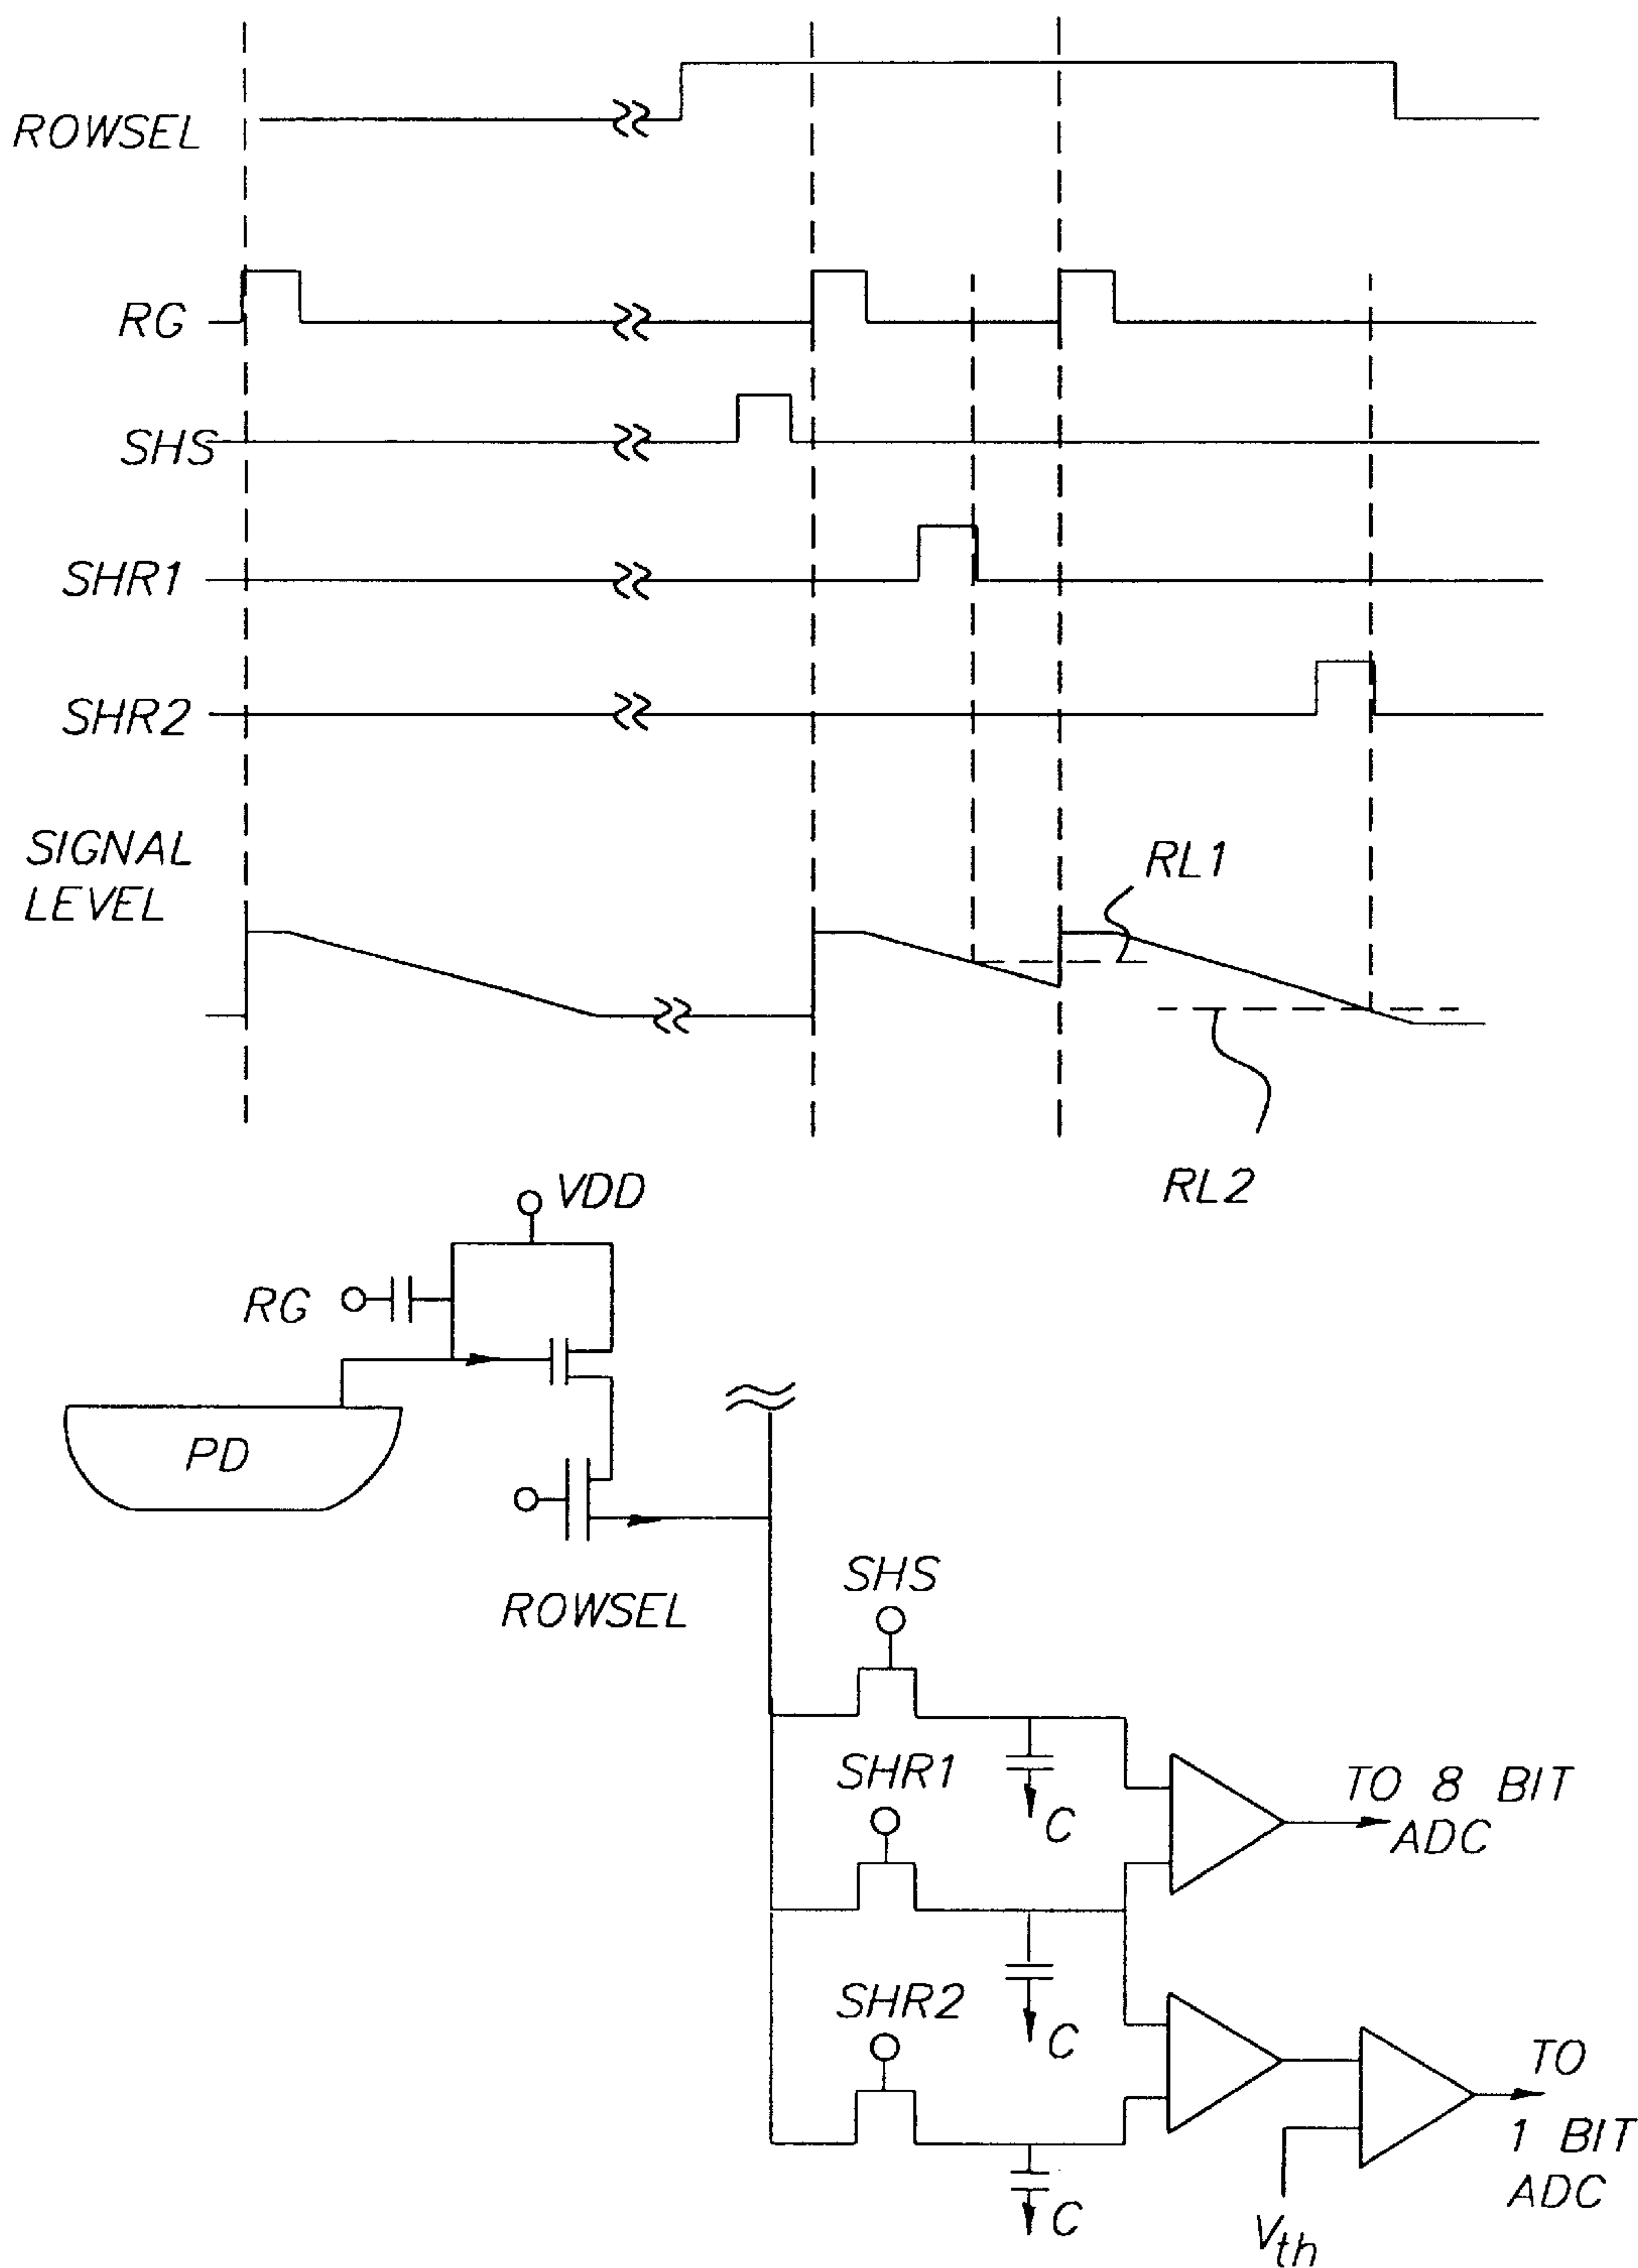 ROWSEL
RG
SHS
SHR1
SHR2
SIGNAL
LEVEL
RL1
RL2
VDD
RG
PD
ROWSEL
SHS
SHR1
C
TO 8 BIT
ADC
SHR2
C
TO
1 BIT
ADC
C
Vth